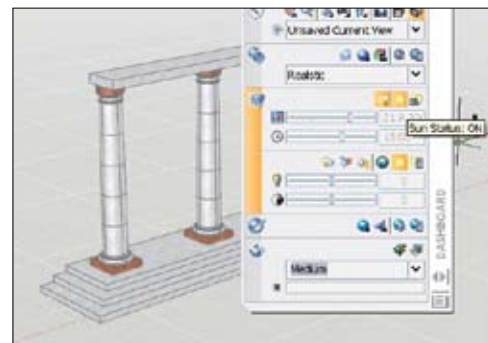 Unsaved Current View
Realistic
Sun Status: ON
DASHBOARD
Medium